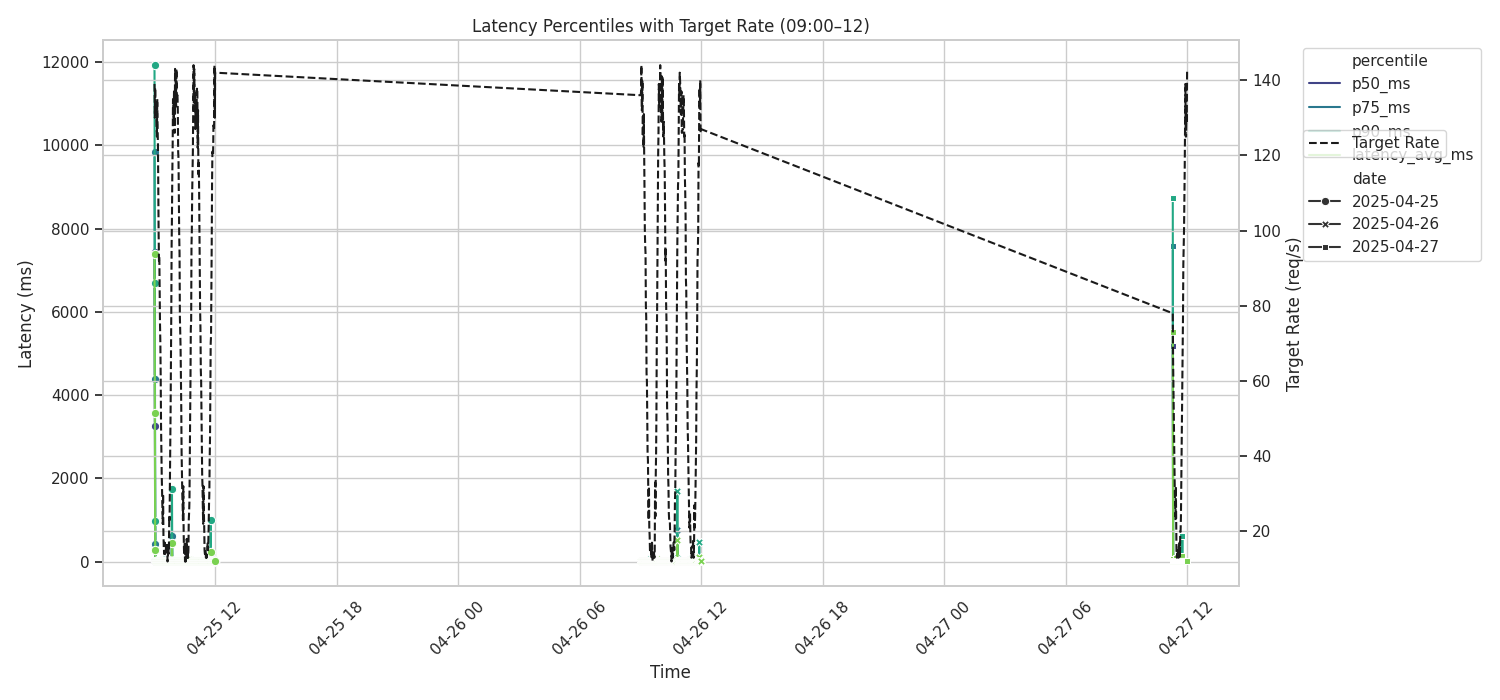 Latency Percentiles with Target Rate (09:00–12)
12000
10000
8000
6000
4000
2000
0
Latency (ms)
140
120
100
80
60
40
20
Target Rate (req/s)
04-25 12
04-25 18
04-26 00
04-26 06
04-26 12
04-26 18
04-27 00
04-27 06
04-27 12
Time
percentile
p50_ms
p75_ms
p90_ms
Target Rate
latency_avg_ms
date
2025-04-25
2025-04-26
2025-04-27